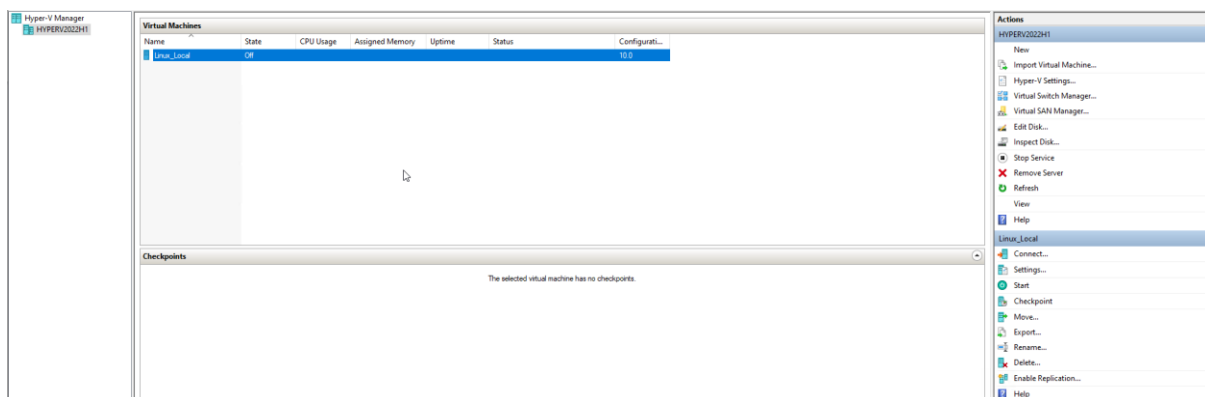 Hyper-V Manager
HYPERV2022H1
Virtual Machines
Name State CPU Usage Assigned Memory Uptime Status Configurati...
Linux_Local Off 10.0
Checkpoints
The selected virtual machine has no checkpoints.
Actions
HYPERV2022H1
New
Import Virtual Machine...
Hyper-V Settings...
Virtual Switch Manager...
Virtual SAN Manager...
Edit Disk...
Inspect Disk...
Stop Service
Remove Server
Refresh
View
Help
Linux_Local
Connect...
Settings...
Start
Checkpoint
Move...
Export...
Rename...
Delete...
Enable Replication...
Help